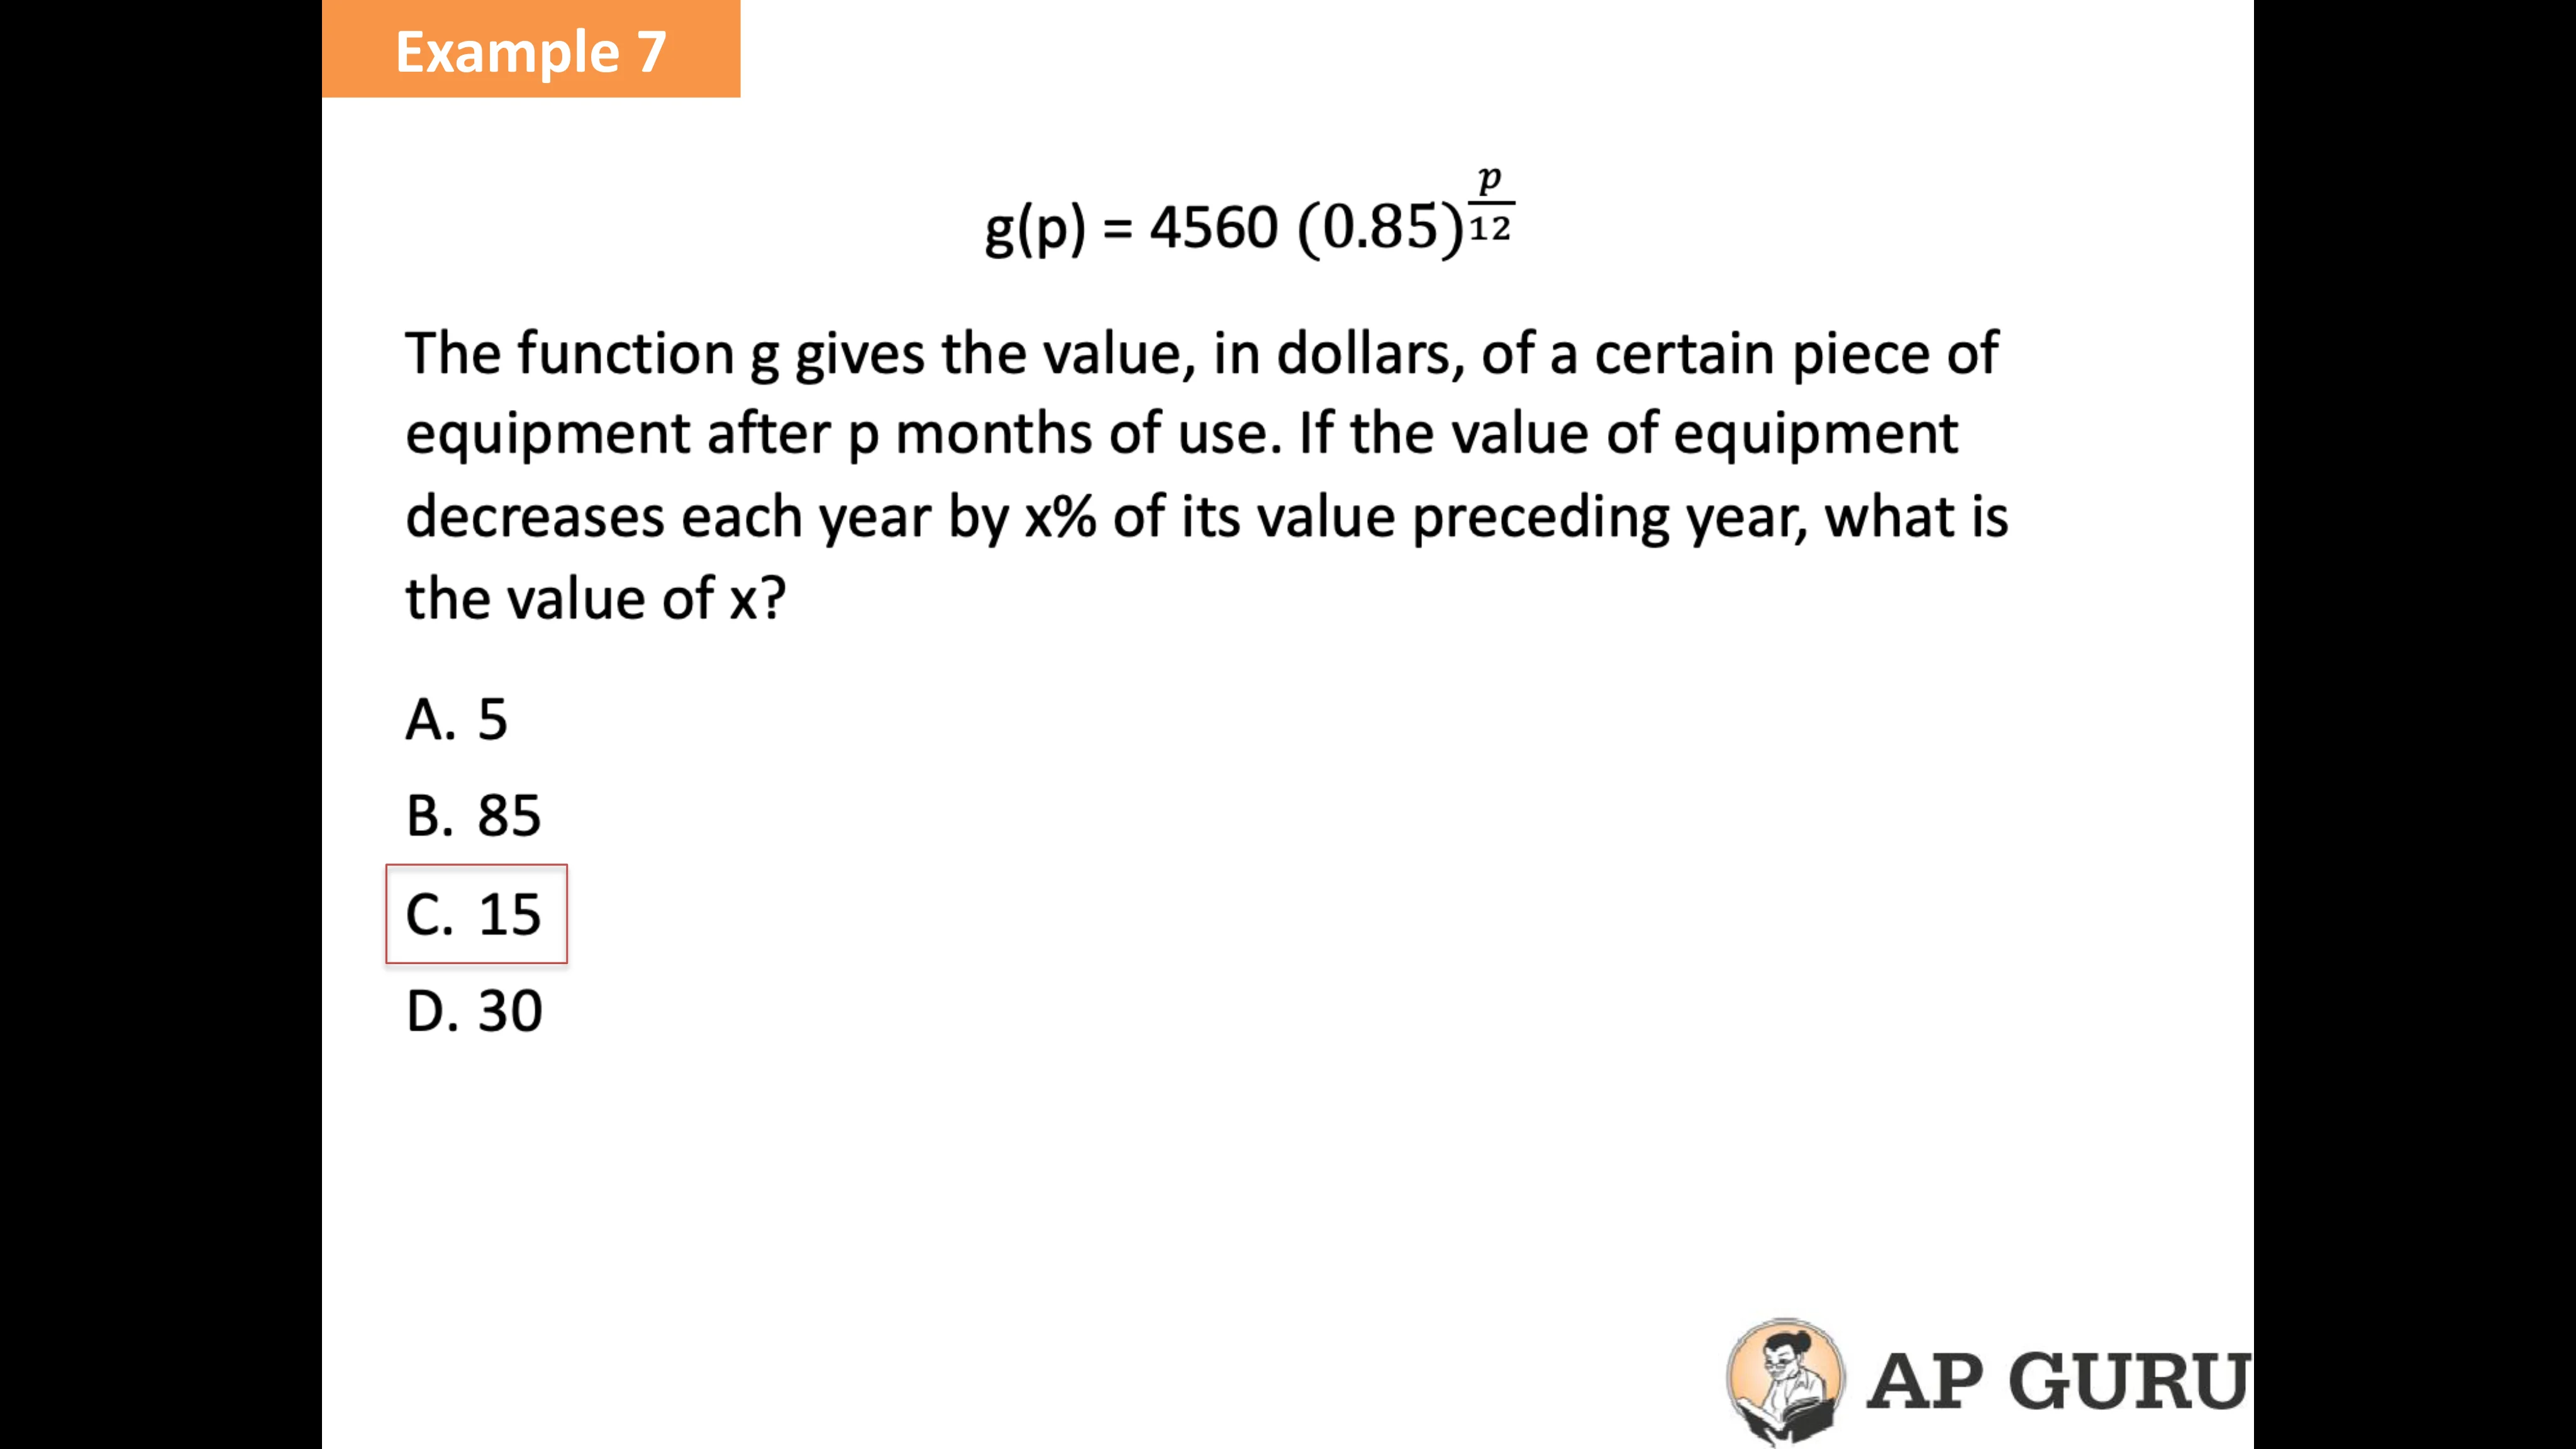 Example 7
g(p) = 4560 (0.85)^(p/12)
The function g gives the value, in dollars, of a certain piece of
equipment after p months of use. If the value of equipment
decreases each year by x% of its value preceding year, what is
the value of x?
A. 5
B. 85
C. 15
D. 30
AP GURU